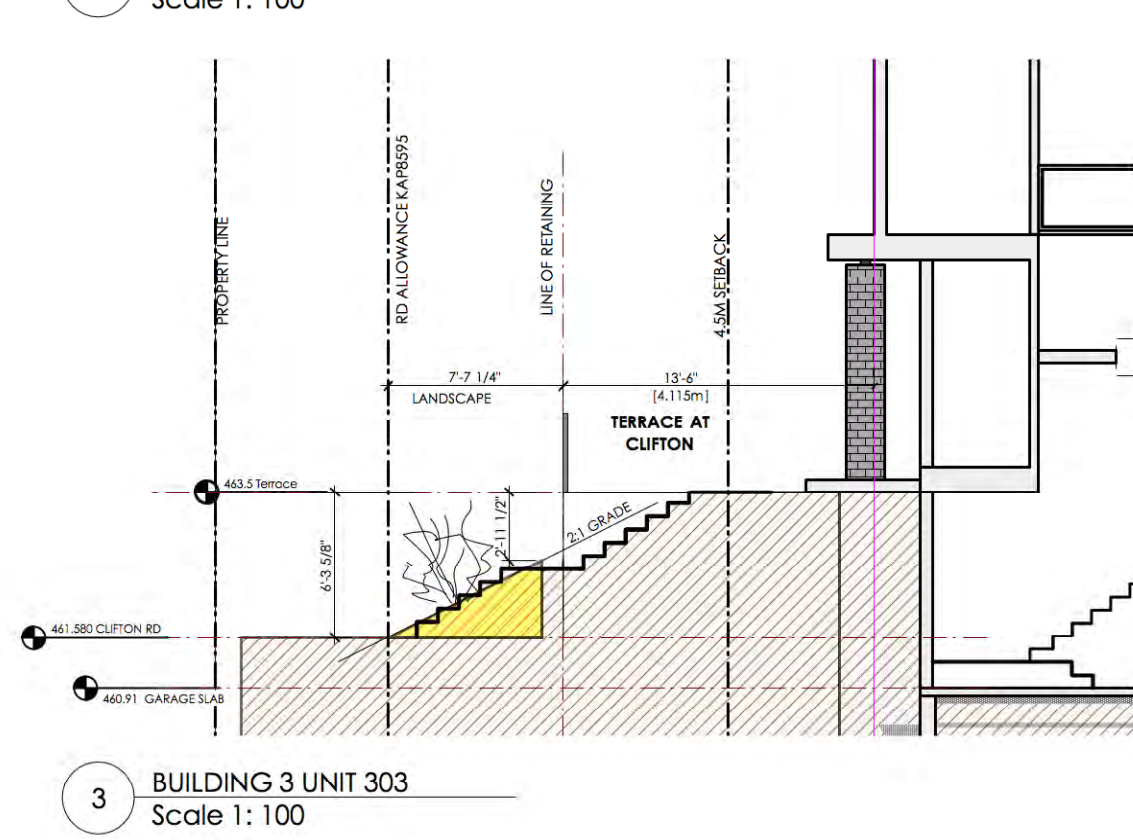 Scale 1: 100
PROPERTY LINE
RD ALLOWANCE KAP8595
LINE OF RETAINING
4.5M SETBACK
7'-7 1/4"
13'-6"
LANDSCAPE
[4.115m]
TERRACE AT
CLIFTON
463.5 Terrace
2'-11 1/2"
2:1 GRADE
6'-3 5/8"
461.580 CLIFTON RD
460.91 GARAGE SLAB
3
BUILDING 3 UNIT 303
Scale 1: 100